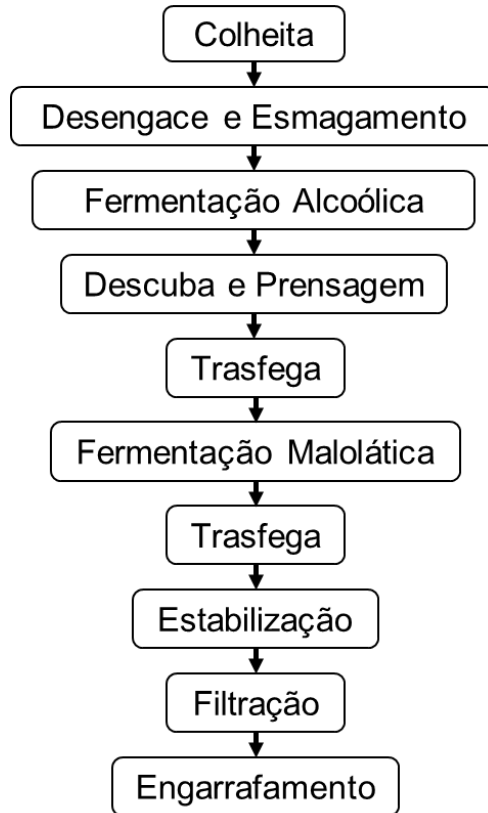 Colheita
Desengace e Esmagamento
Fermentação Alcoólica
Descuba e Prensagem
Trasfega
Fermentação Malolática
Trasfega
Estabilização
Filtração
Engarrafamento